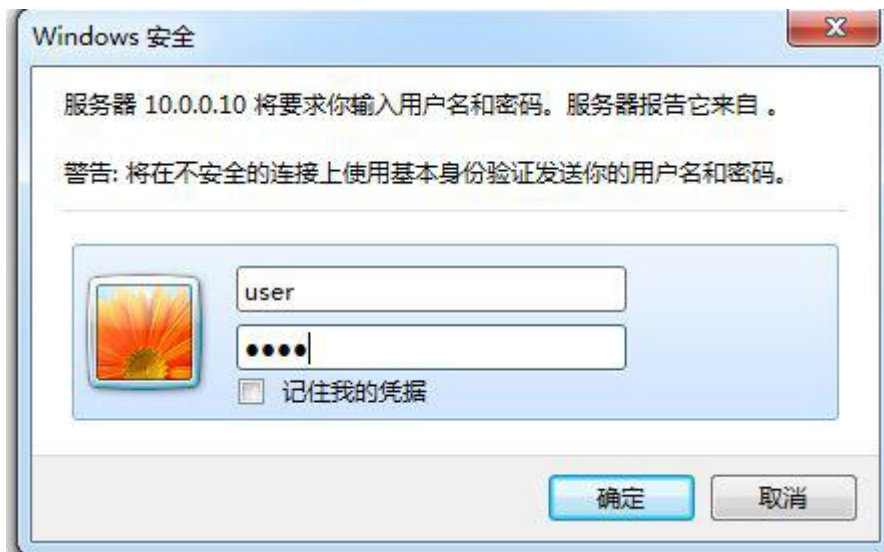 Windows 安全
服务器 10.0.0.10 将要求你输入用户名和密码。服务器报告它来自 。
警告: 将在不安全的连接上使用基本身份验证发送你的用户名和密码。
user
●●●●
记住我的凭据
确定
取消